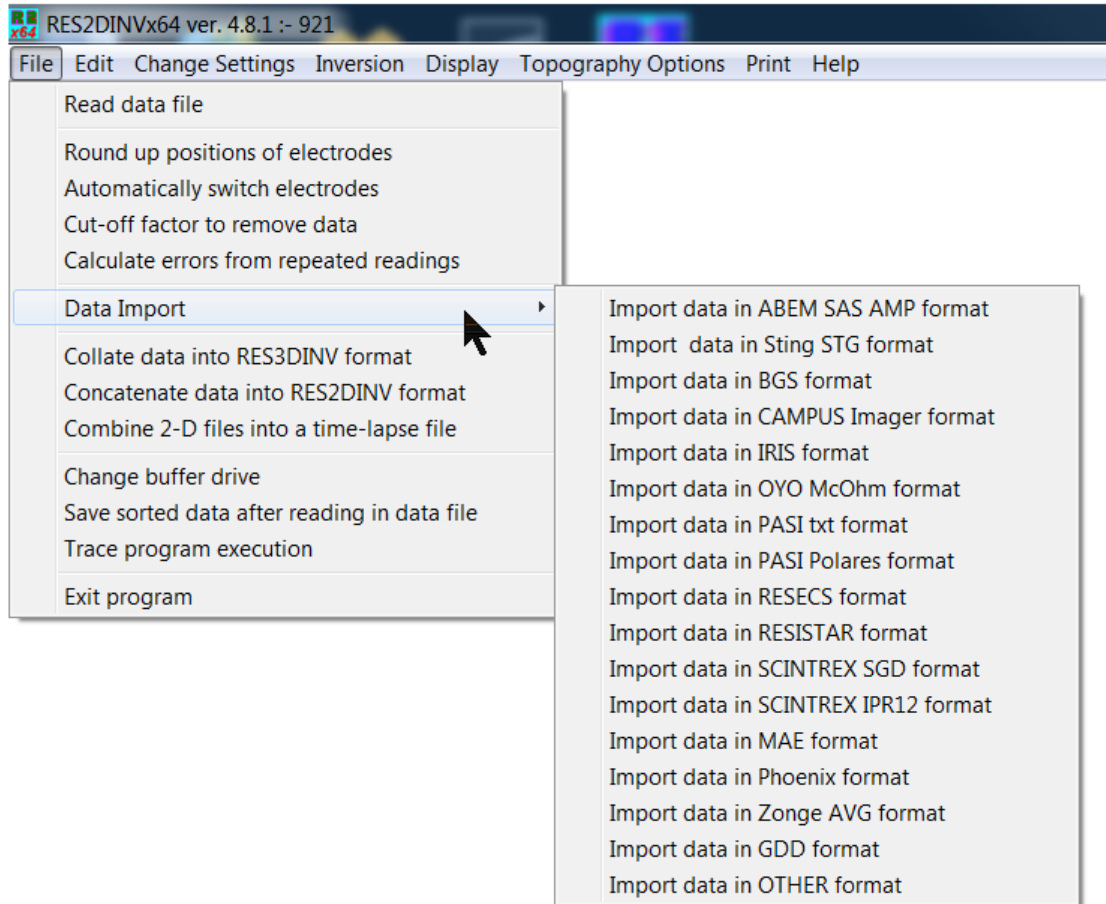 R2
x64 RES2DINVx64 ver. 4.8.1 :- 921
File Edit Change Settings Inversion Display Topography Options Print Help
Read data file
Round up positions of electrodes
Automatically switch electrodes
Cut-off factor to remove data
Calculate errors from repeated readings
Data Import
Collate data into RES3DINV format
Concatenate data into RES2DINV format
Combine 2-D files into a time-lapse file
Change buffer drive
Save sorted data after reading in data file
Trace program execution
Exit program
Import data in ABEM SAS AMP format
Import  data in Sting STG format
Import data in BGS format
Import data in CAMPUS Imager format
Import data in IRIS format
Import data in OYO McOhm format
Import data in PASI txt format
Import data in PASI Polares format
Import data in RESECS format
Import data in RESISTAR format
Import data in SCINTREX SGD format
Import data in SCINTREX IPR12 format
Import data in MAE format
Import data in Phoenix format
Import data in Zonge AVG format
Import data in GDD format
Import data in OTHER format